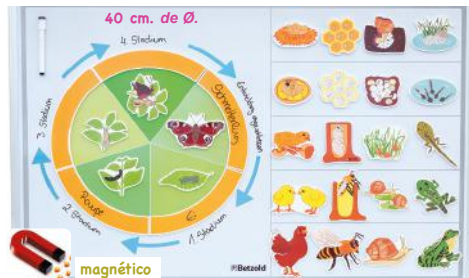 40 cm. de Ø.
4. Stadium
3. Stadium
Schmetterling
Raupe
Ei
2. Stadium
1. Stadium
Betzold
magnético